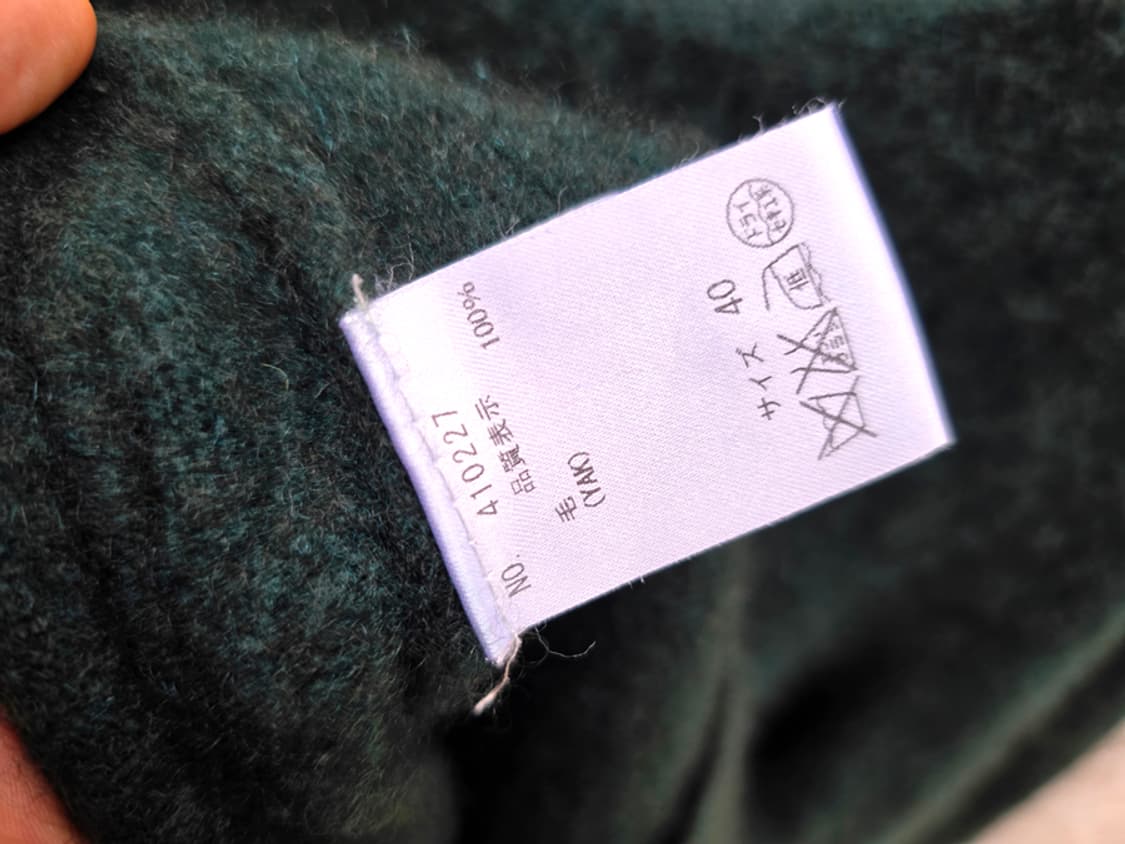 NO. 410227
品質表示 100%
毛
(YAK)
サイズ 40
低
ドライ
セキユ系